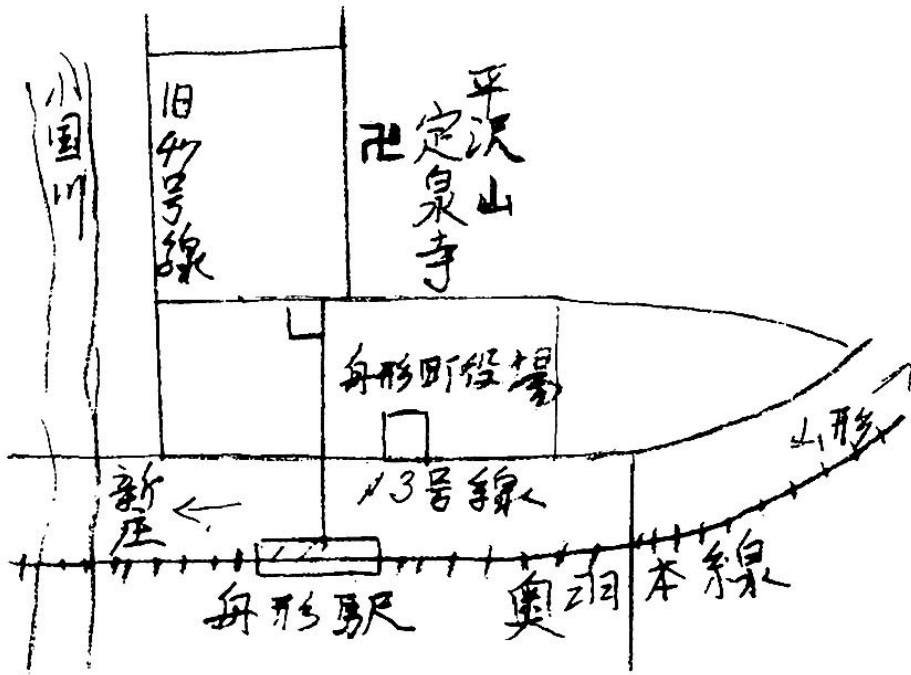 平沢山
定泉寺
卍
旧47号線
小国川
舟形町役場
13号線
山形
新庄
舟形駅
奥羽本線